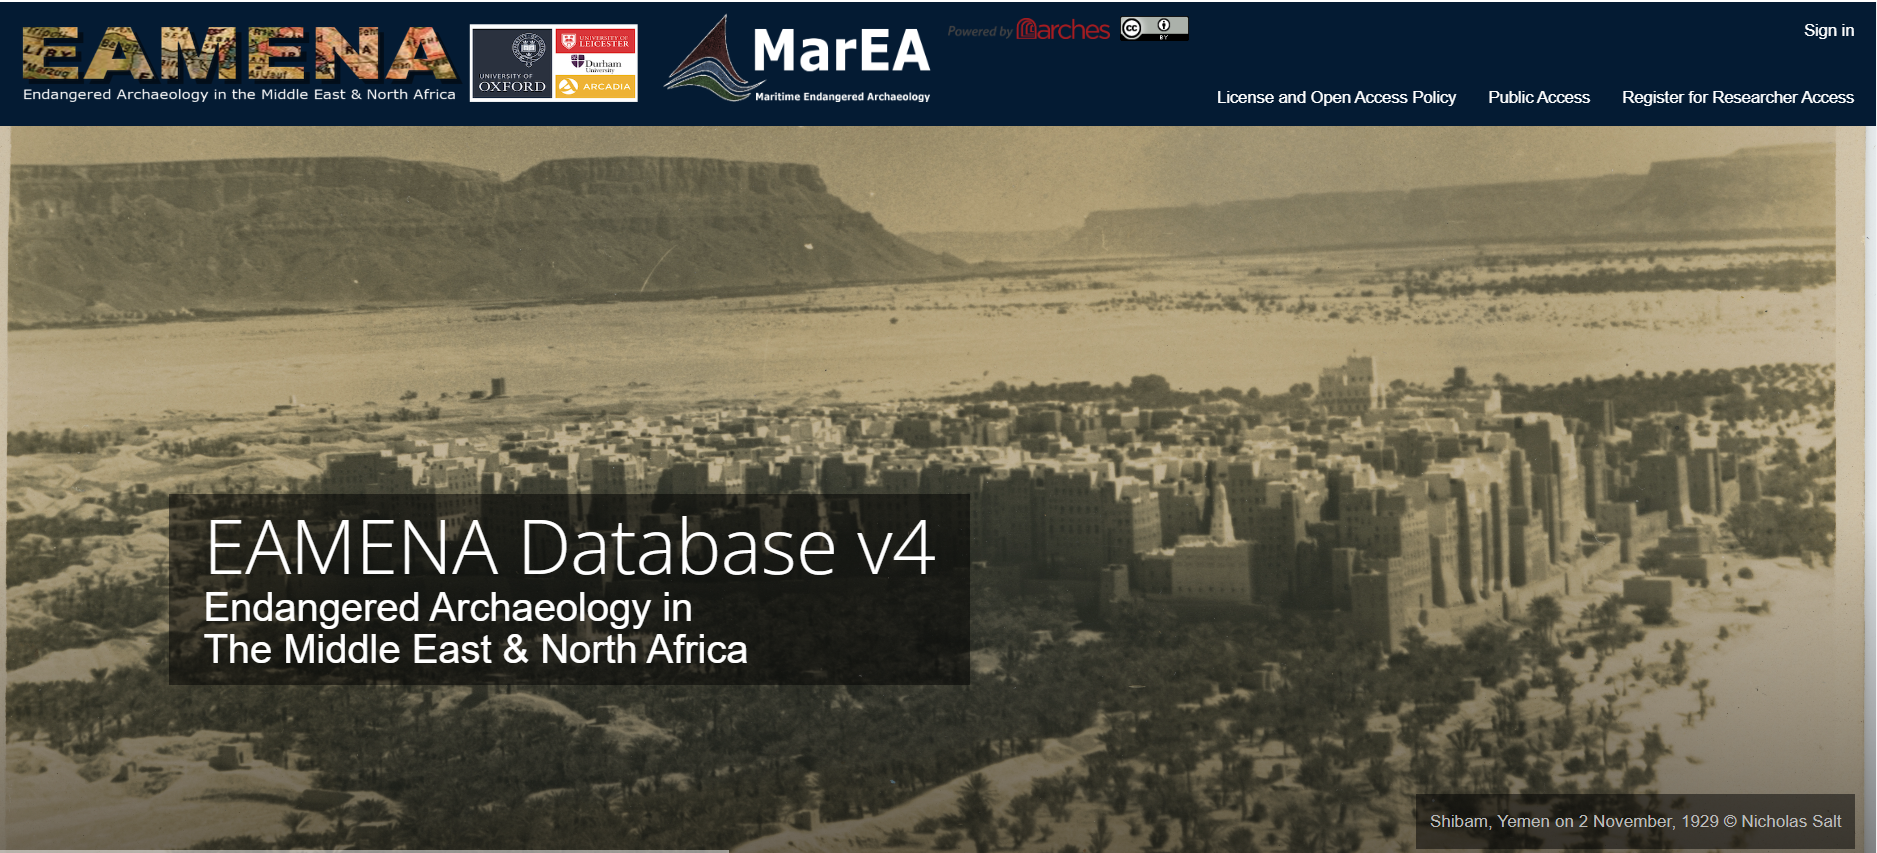 EAMENA
Endangered Archaeology in the Middle East & North Africa
UNIVERSITY OF
OXFORD
UNIVERSITY OF
LEICESTER
Durham
University
ARCADIA
MarEA
Maritime Endangered Archaeology
Powered by arches
cc
BY
Sign in
License and Open Access Policy
Public Access
Register for Researcher Access
EAMENA Database v4
Endangered Archaeology in
The Middle East & North Africa
Shibam, Yemen on 2 November, 1929 © Nicholas Salt